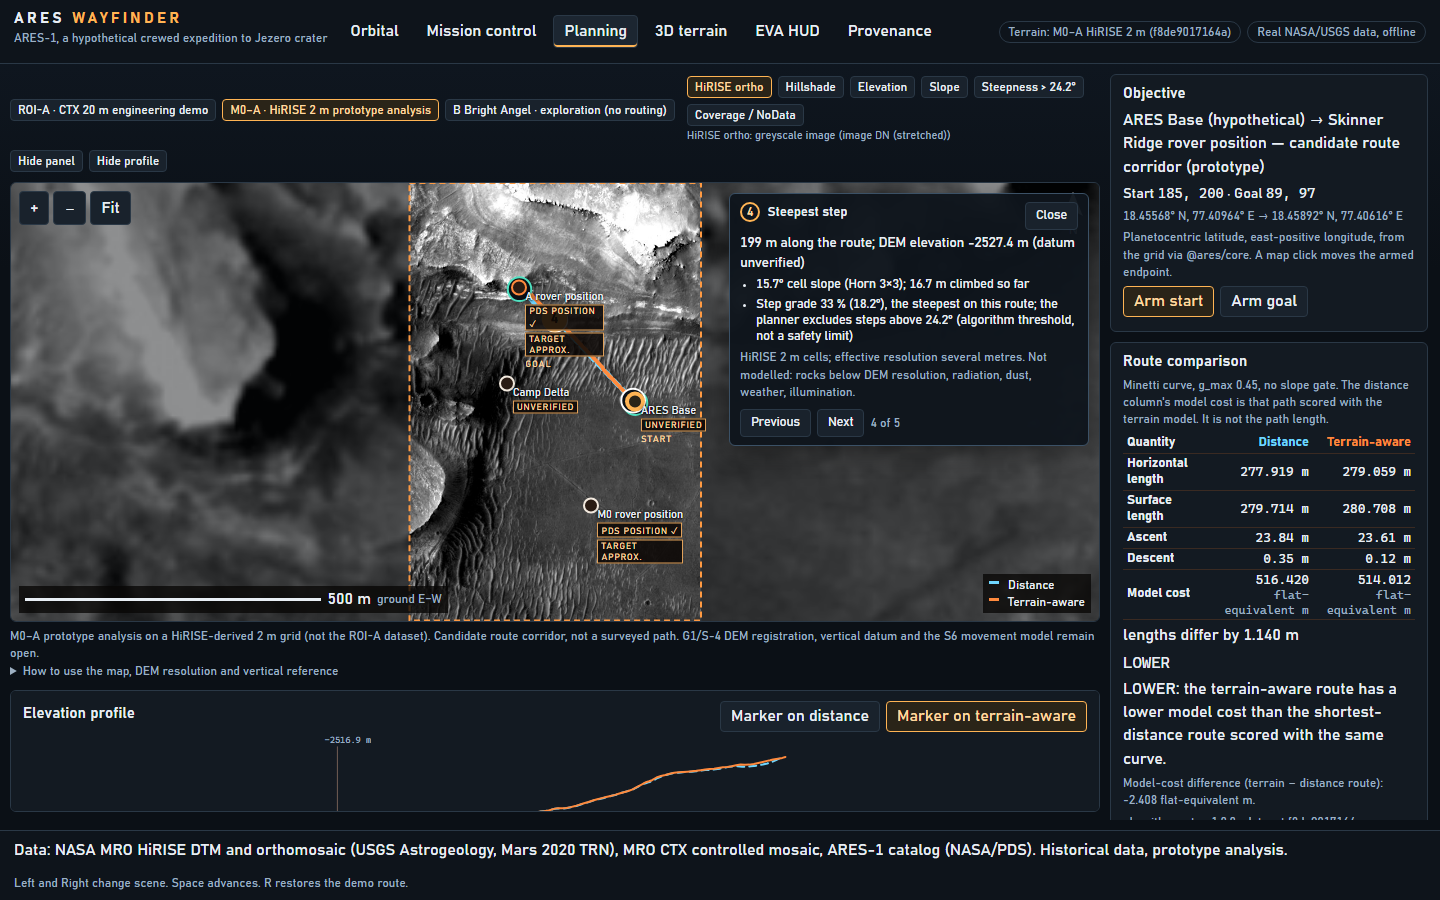 ARES WAYFINDER
ARES-1, a hypothetical crewed expedition to Jezero crater
Orbital
Mission control
Planning
3D terrain
EVA HUD
Provenance
Terrain: M0-A HiRISE 2 m (f8de9017164a)
Real NASA/USGS data, offline
ROI-A · CTX 20 m engineering demo
M0-A · HiRISE 2 m prototype analysis
B Bright Angel · exploration (no routing)
HiRISE ortho
Hillshade
Elevation
Slope
Steepness > 24.2°
Coverage / NoData
HiRISE ortho: greyscale image (image DN (stretched))
Hide panel
Hide profile
+
−
Fit
A rover position
PDS POSITION
✓
TARGET
APPROX.
GOAL
Camp Delta
UNVERIFIED
ARES Base
UNVERIFIED
START
M0 rover position
PDS POSITION ✓
TARGET
APPROX.
500 m ground E-W
Distance
Terrain-aware
4 Steepest step
Close
199 m along the route; DEM elevation -2527.4 m (datum
unverified)
• 15.7° cell slope (Horn 3×3); 16.7 m climbed so far
• Step grade 33 % (18.2°), the steepest on this route; the
planner excludes steps above 24.2° (algorithm threshold,
not a safety limit)
HiRISE 2 m cells; effective resolution several metres. Not
modelled: rocks below DEM resolution, radiation, dust,
weather, illumination.
Previous
Next
4 of 5
M0-A prototype analysis on a HiRISE-derived 2 m grid (not the ROI-A dataset). Candidate route corridor, not a surveyed path. G1/S-4 DEM registration, vertical datum and the S6 movement model remain
open.
▶ How to use the map, DEM resolution and vertical reference
Elevation profile
Marker on distance
Marker on terrain-aware
-2516.9 m
Objective
ARES Base (hypothetical) → Skinner
Ridge rover position — candidate route
corridor (prototype)
Start 185, 200 · Goal 89, 97
18.45568° N, 77.40964° E → 18.45892° N, 77.40616° E
Planetocentric latitude, east-positive longitude, from
the grid via @ares/core. A map click moves the armed
endpoint.
Arm start
Arm goal
Route comparison
Minetti curve, g_max 0.45, no slope gate. The distance
column's model cost is that path scored with the
terrain model. It is not the path length.
Quantity Distance Terrain-aware
Horizontal
length 277.919 m 279.059 m
Surface
length 279.714 m 280.708 m
Ascent 23.84 m 23.61 m
Descent 0.35 m 0.12 m
Model cost 516.420 flat-equivalent m 514.012 flat-equivalent m
lengths differ by 1.140 m
LOWER
LOWER: the terrain-aware route has a
lower model cost than the shortest-
distance route scored with the same
curve.
Model-cost difference (terrain − distance route):
-2.408 flat-equivalent m.
Data: NASA MRO HiRISE DTM and orthomosaic (USGS Astrogeology, Mars 2020 TRN), MRO CTX controlled mosaic, ARES-1 catalog (NASA/PDS). Historical data, prototype analysis.
Left and Right change scene. Space advances. R restores the demo route.